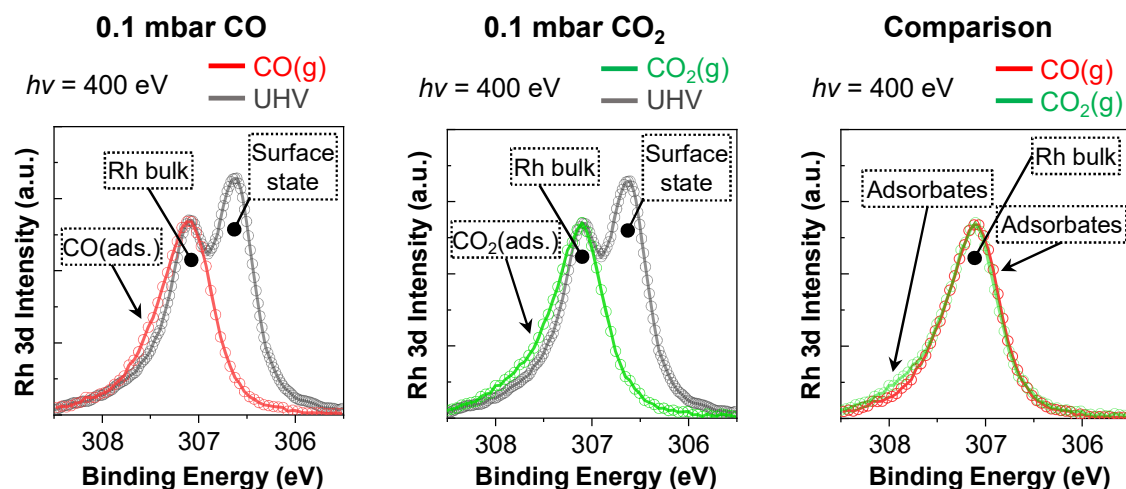 0.1 mbar CO
hν = 400 eV
CO(g)
UHV
Rh bulk
Surface
state
CO(ads.)
Rh 3d Intensity (a.u.)
308
307
306
Binding Energy (eV)
0.1 mbar CO₂
hν = 400 eV
CO₂(g)
UHV
Rh bulk
Surface
state
CO₂(ads.)
Rh 3d Intensity (a.u.)
308
307
306
Binding Energy (eV)
Comparison
hν = 400 eV
CO(g)
CO₂(g)
Rh bulk
Adsorbates
Adsorbates
Rh 3d Intensity (a.u.)
308
307
306
Binding Energy (eV)